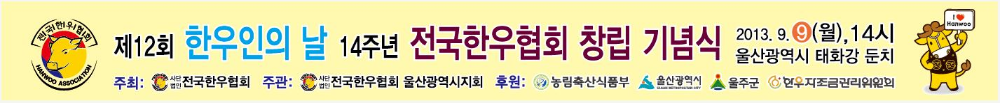 전국한우협회
HANWOO ASSOCIATION
제12회 한우인의 날 14주년 전국한우협회 창립 기념식
2013. 9. 9(월), 14시
울산광역시 태화강 둔치
주최: 사단법인 전국한우협회 주관: 사단법인 전국한우협회 울산광역시지회 후원: 농림축산식품부 울산광역시 ULSAN METROPOLITAN CITY 울주군 한우자조금관리위원회
I ♥
Hanwoo